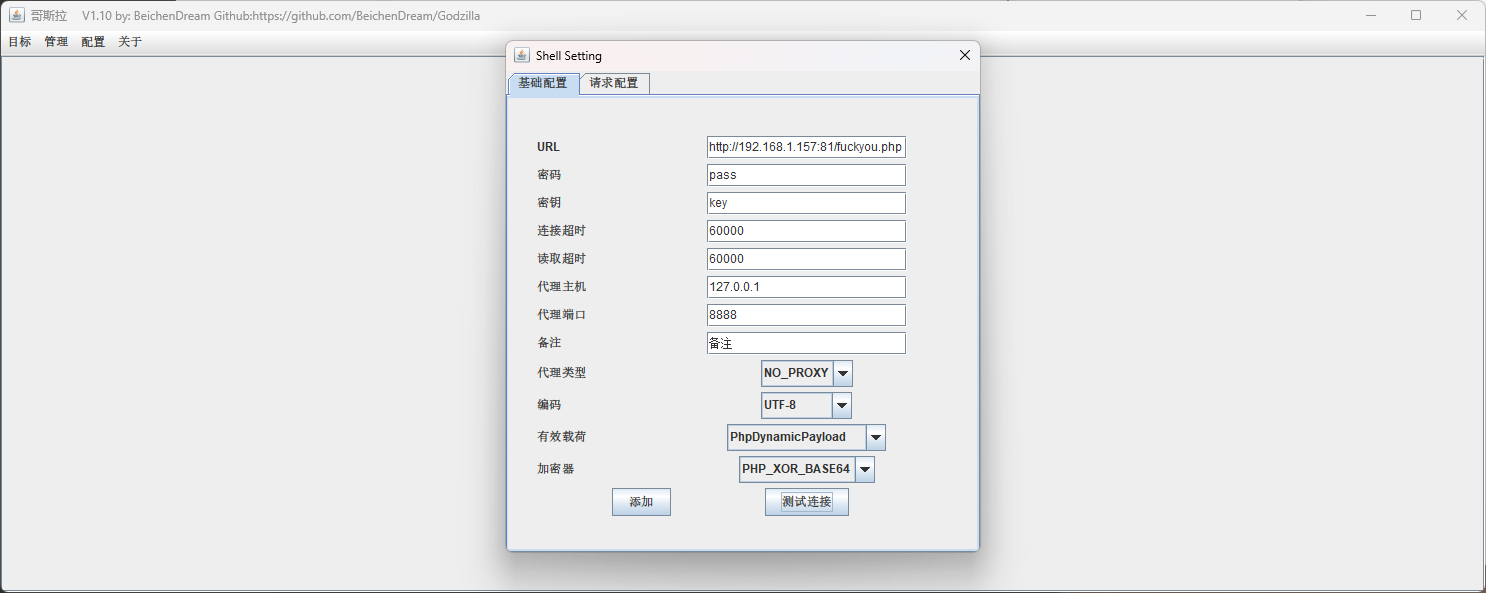 哥斯拉 V1.10 by: BeichenDream Github:https://github.com/BeichenDream/Godzilla
目标 管理 配置 关于
Shell Setting
基础配置 请求配置
URL http://192.168.1.157:81/fuckyou.php
密码 pass
密钥 key
连接超时 60000
读取超时 60000
代理主机 127.0.0.1
代理端口 8888
备注 备注
代理类型 NO_PROXY
编码 UTF-8
有效载荷 PhpDynamicPayload
加密器 PHP_XOR_BASE64
添加 测试连接